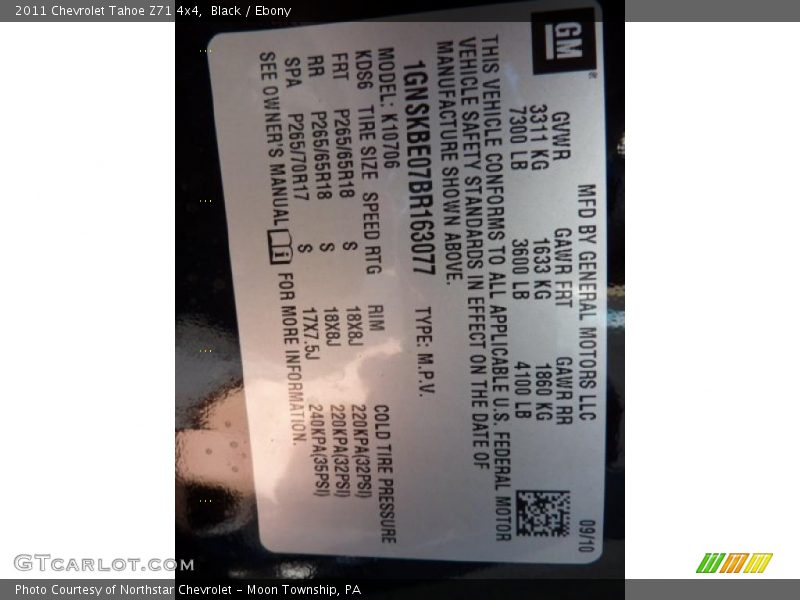 2011 Chevrolet Tahoe Z71 4x4, Black / Ebony
GM
MFD BY GENERAL MOTORS LLC 09/10
GVWR GAWR FRT GAWR RR
3311 KG 1633 KG 1860 KG
7300 LB 3600 LB 4100 LB
THIS VEHICLE CONFORMS TO ALL APPLICABLE U.S. FEDERAL MOTOR
VEHICLE SAFETY STANDARDS IN EFFECT ON THE DATE OF
MANUFACTURE SHOWN ABOVE.
1GNSKBE07BR163077 TYPE: M.P.V.
MODEL: K10706
KDS6 TIRE SIZE SPEED RTG RIM COLD TIRE PRESSURE
FRT P265/65R18 S 18X8J 220KPA(32PSI)
RR P265/65R18 S 18X8J 220KPA(32PSI)
SPA P265/70R17 S 17X7.5J 240KPA(35PSI)
SEE OWNER'S MANUAL i FOR MORE INFORMATION.
GTcarlot.com
Photo Courtesy of Northstar Chevrolet - Moon Township, PA